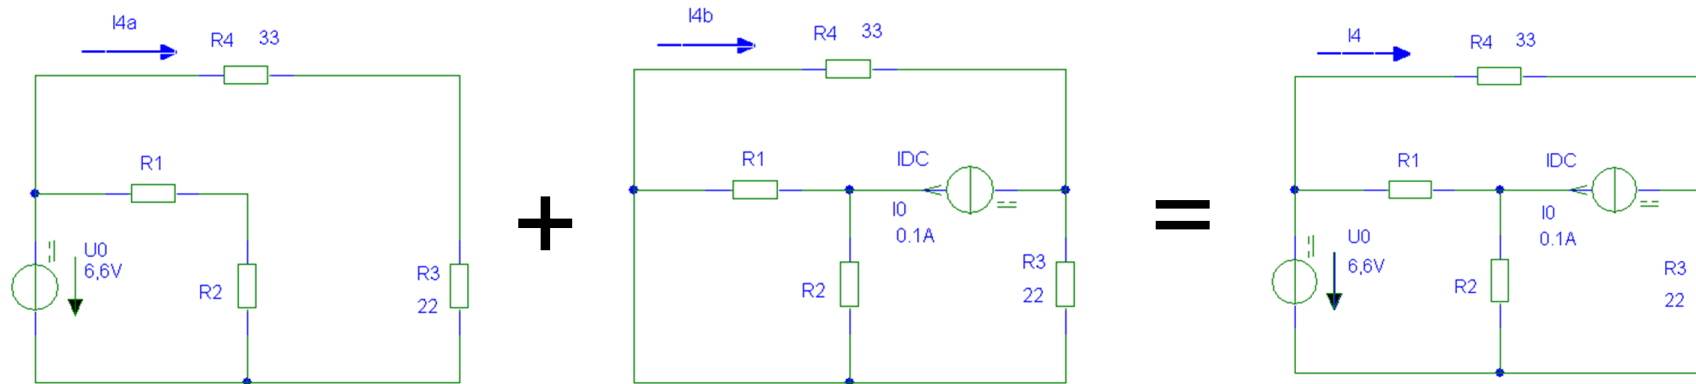 I4a
R4 33
R1
U0
6,6V
R2
R3
22
+
I4b
R4 33
R1
IDC
I0
0.1A
R2
R3
22
=
I4
R4 33
R1
IDC
I0
0.1A
U0
6,6V
R2
R3
22